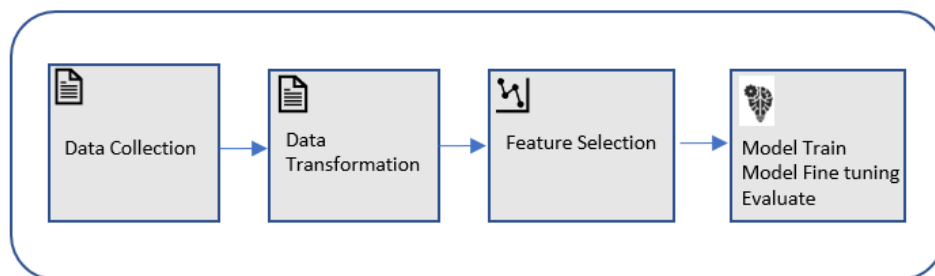 Data Collection
Data
Transformation
Feature Selection
Model Train
Model Fine tuning
Evaluate